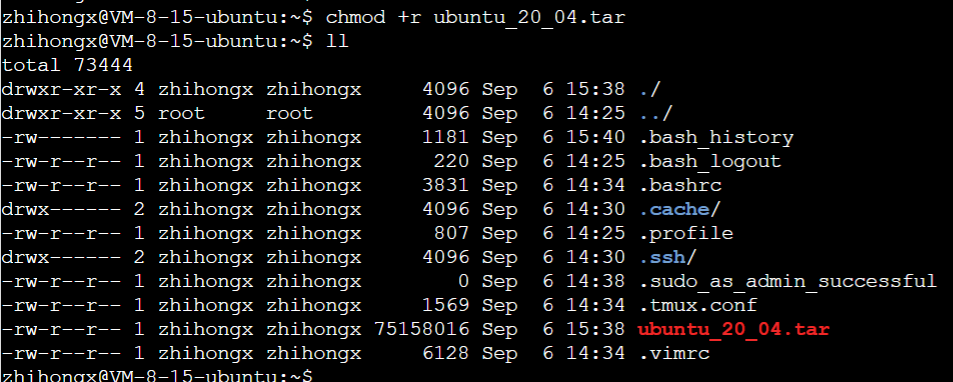 zhihongx@VM-8-15-ubuntu:~$ chmod +r ubuntu_20_04.tar
zhihongx@VM-8-15-ubuntu:~$ ll
total 73444
drwxr-xr-x 4 zhihongx zhihongx     4096 Sep  6 15:38 ./
drwxr-xr-x 5 root     root         4096 Sep  6 14:25 ../
-rw------- 1 zhihongx zhihongx     1181 Sep  6 15:40 .bash_history
-rw-r--r-- 1 zhihongx zhihongx      220 Sep  6 14:25 .bash_logout
-rw-r--r-- 1 zhihongx zhihongx     3831 Sep  6 14:34 .bashrc
drwx------ 2 zhihongx zhihongx     4096 Sep  6 14:30 .cache/
-rw-r--r-- 1 zhihongx zhihongx      807 Sep  6 14:25 .profile
drwx------ 2 zhihongx zhihongx     4096 Sep  6 14:30 .ssh/
-rw-r--r-- 1 zhihongx zhihongx        0 Sep  6 14:38 .sudo_as_admin_successful
-rw-r--r-- 1 zhihongx zhihongx     1569 Sep  6 14:34 .tmux.conf
-rw-r--r-- 1 zhihongx zhihongx 75158016 Sep  6 15:38 ubuntu_20_04.tar
-rw-r--r-- 1 zhihongx zhihongx     6128 Sep  6 14:34 .vimrc
zhihongx@VM-8-15-ubuntu:~$